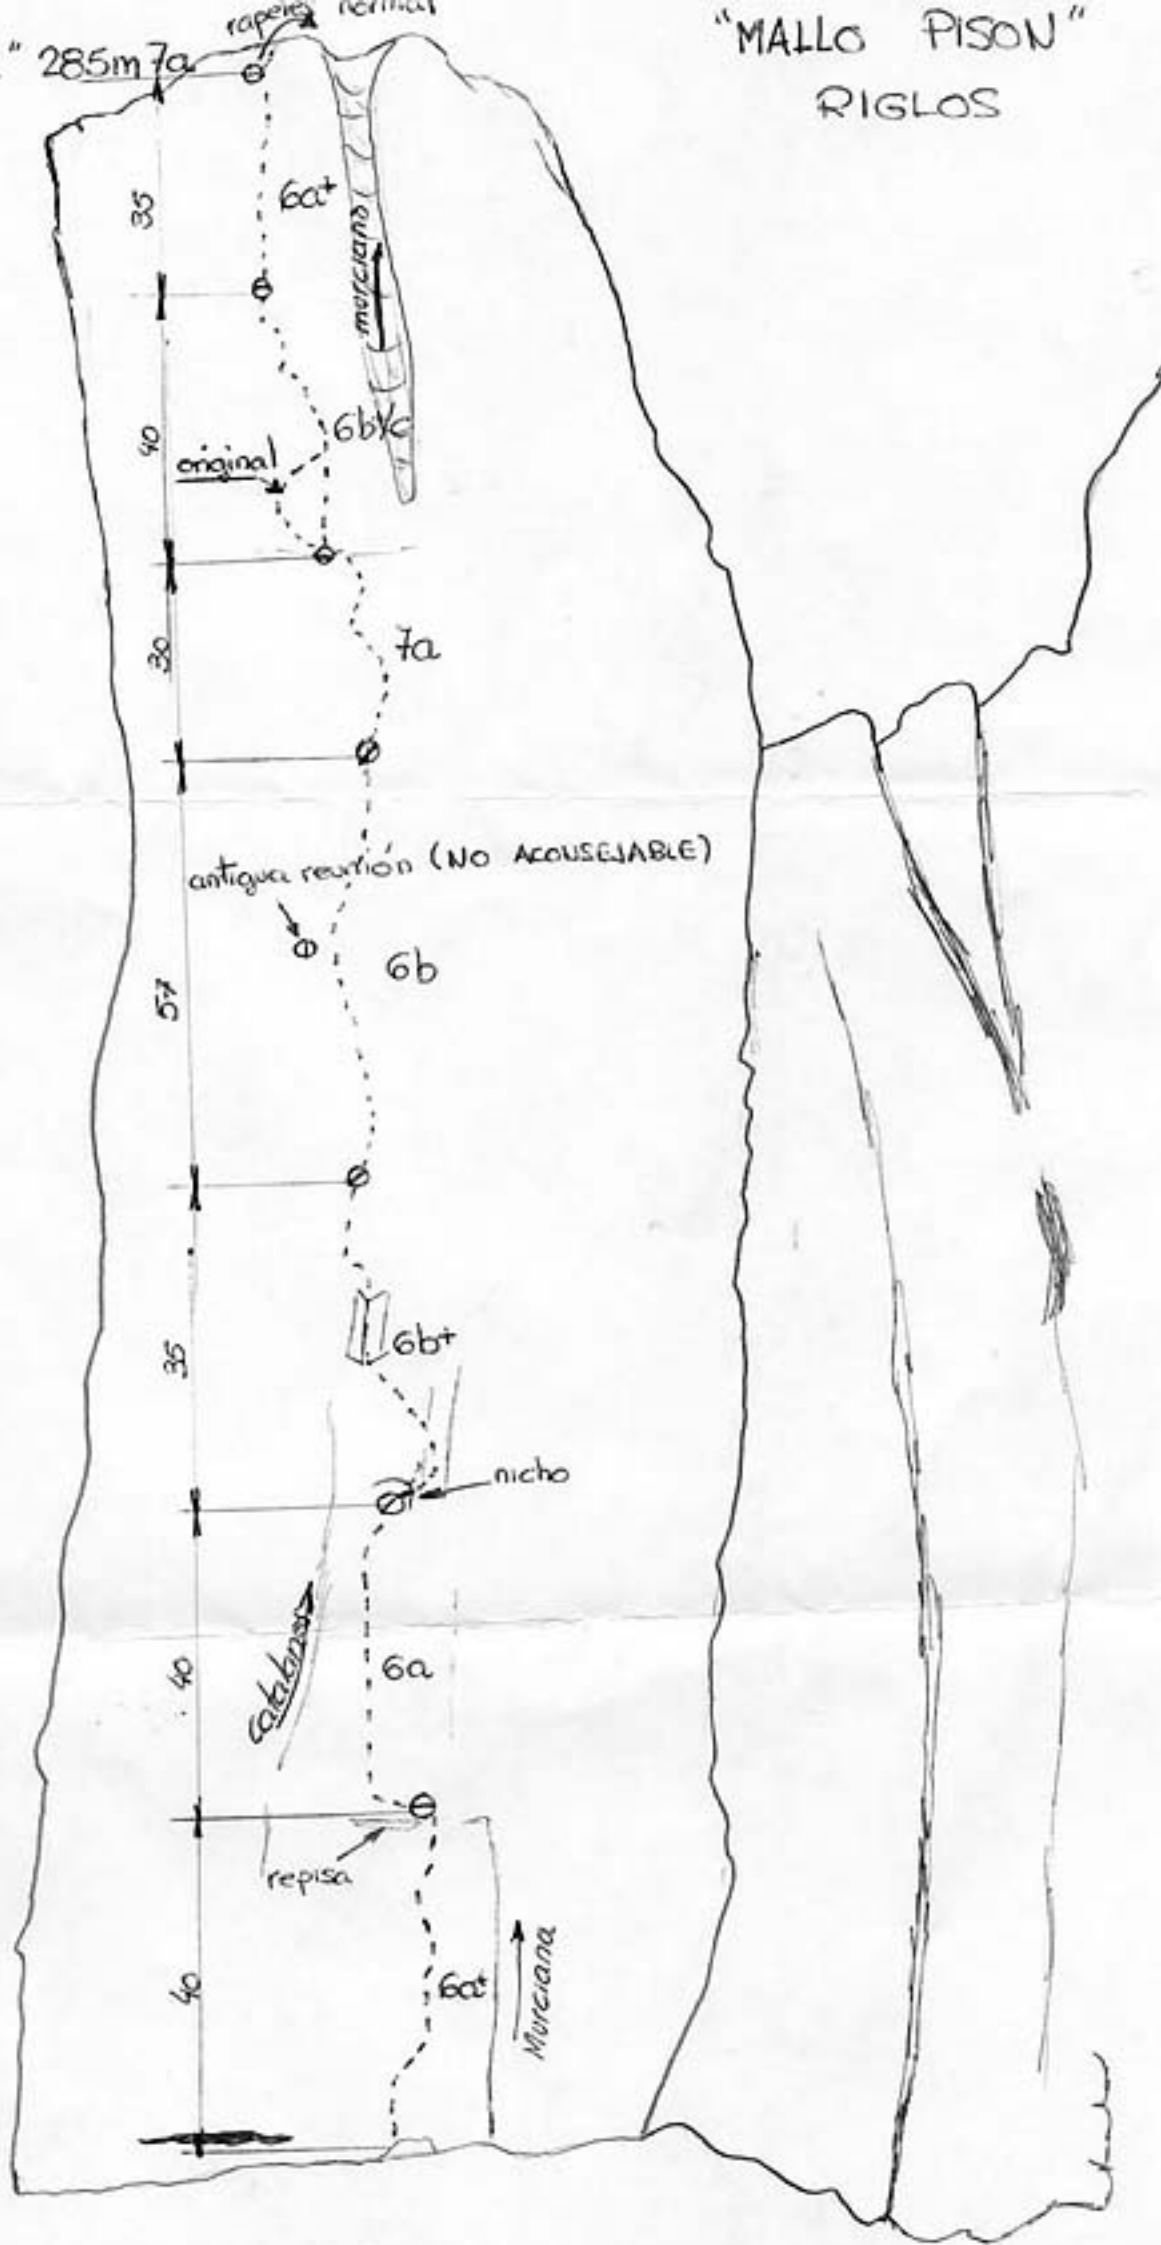 rapeles normal
" 285m 7a
"MALLO PISON"
RIGLOS
35
6a+
murciana
40
6b+/c
original
30
7a
antigua reunión (NO ACONSEJABLE)
57
6b
35
6b+
nicho
catalanes
40
6a
repisa
40
6a+
Murciana